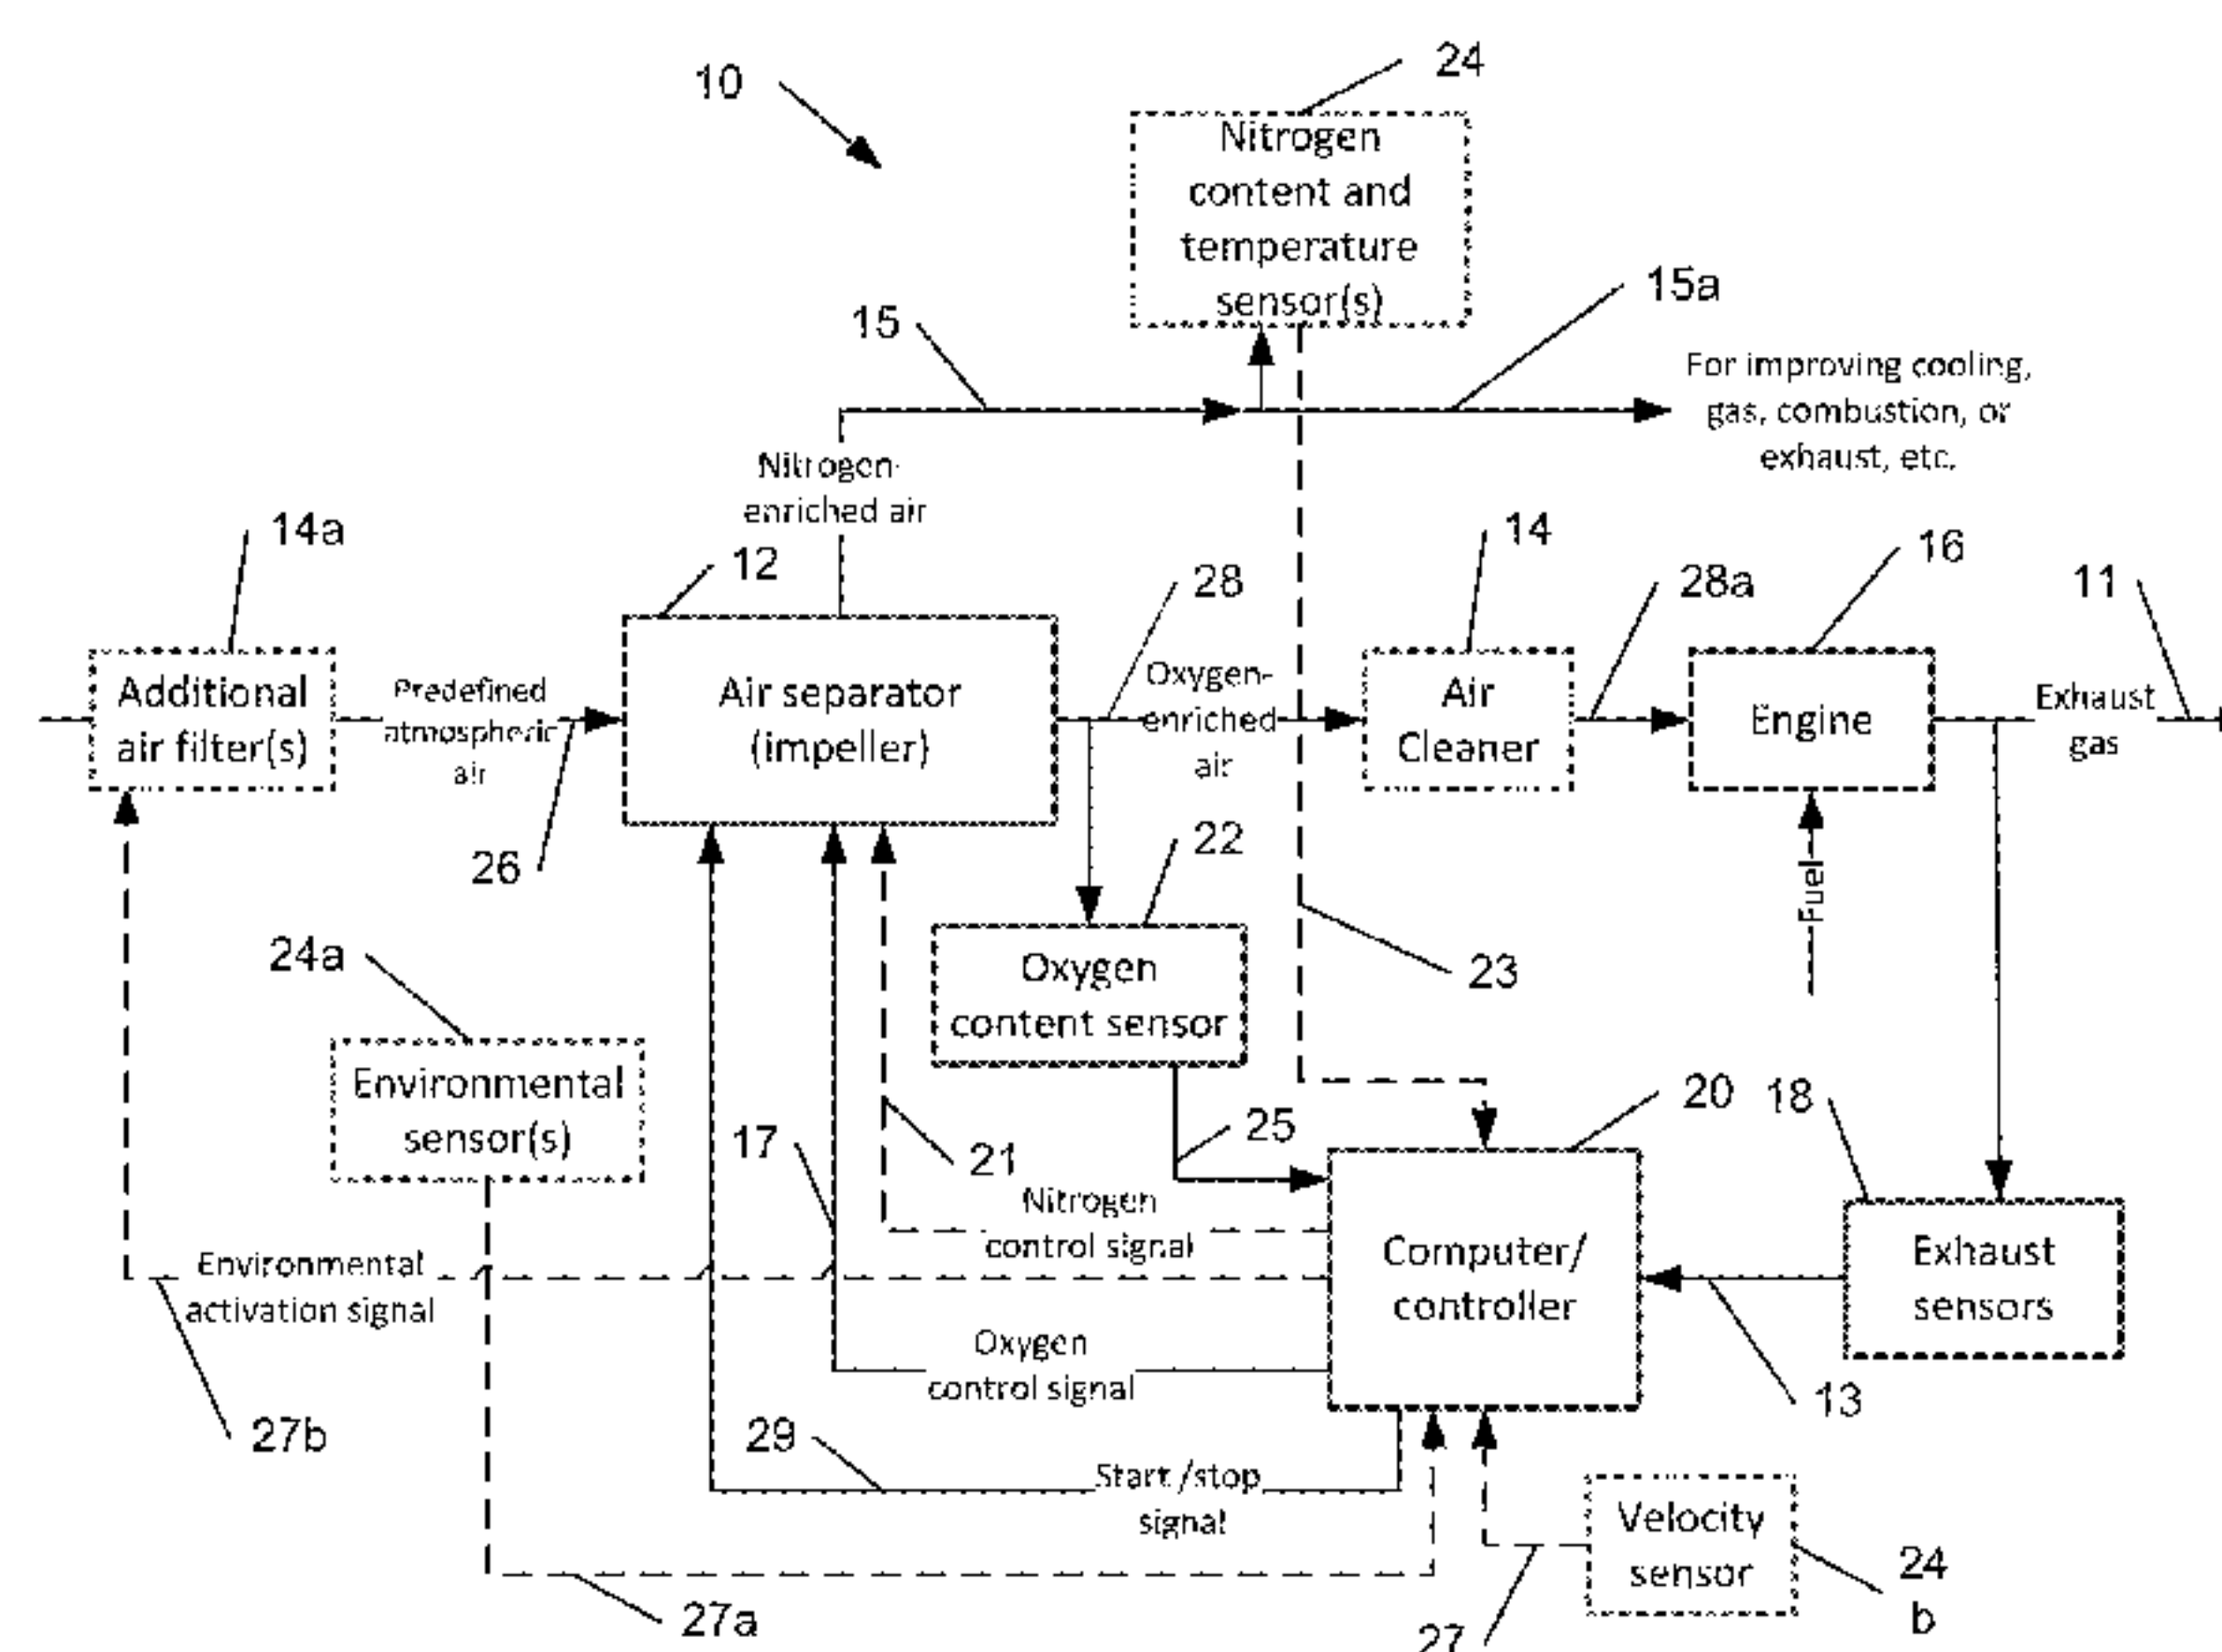 10
24
Nitrogen
content and
temperature
sensor(s)
15
15a
For improving cooling,
gas, combustion, or
exhaust, etc.
Nitrogen-
enriched air
14a
12
28
14
28a
16
11
Additional
air filter(s)
Predefined
atmospheric
air
Air separator
(impeller)
Oxygen-
enriched
air
Air
Cleaner
Engine
Exhaust
gas
26
22
Fuel
24a
Oxygen
content sensor
23
Environmental
sensor(s)
17
21
25
20
18
Nitrogen
control signal
Computer/
controller
Exhaust
sensors
Environmental
activation signal
Oxygen
control signal
13
27b
29
Start /stop
signal
Velocity
sensor
24
b
27a
27